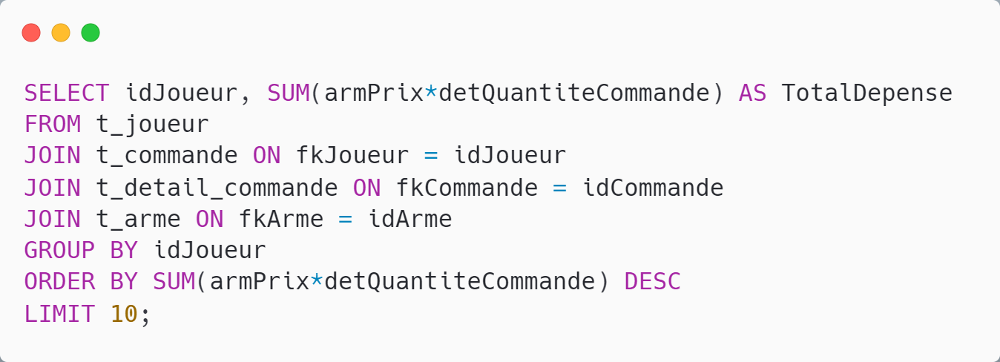 SELECT idJoueur, SUM(armPrix*detQuantiteCommande) AS TotalDepense
FROM t_joueur
JOIN t_commande ON fkJoueur = idJoueur
JOIN t_detail_commande ON fkCommande = idCommande
JOIN t_arme ON fkArme = idArme
GROUP BY idJoueur
ORDER BY SUM(armPrix*detQuantiteCommande) DESC
LIMIT 10;